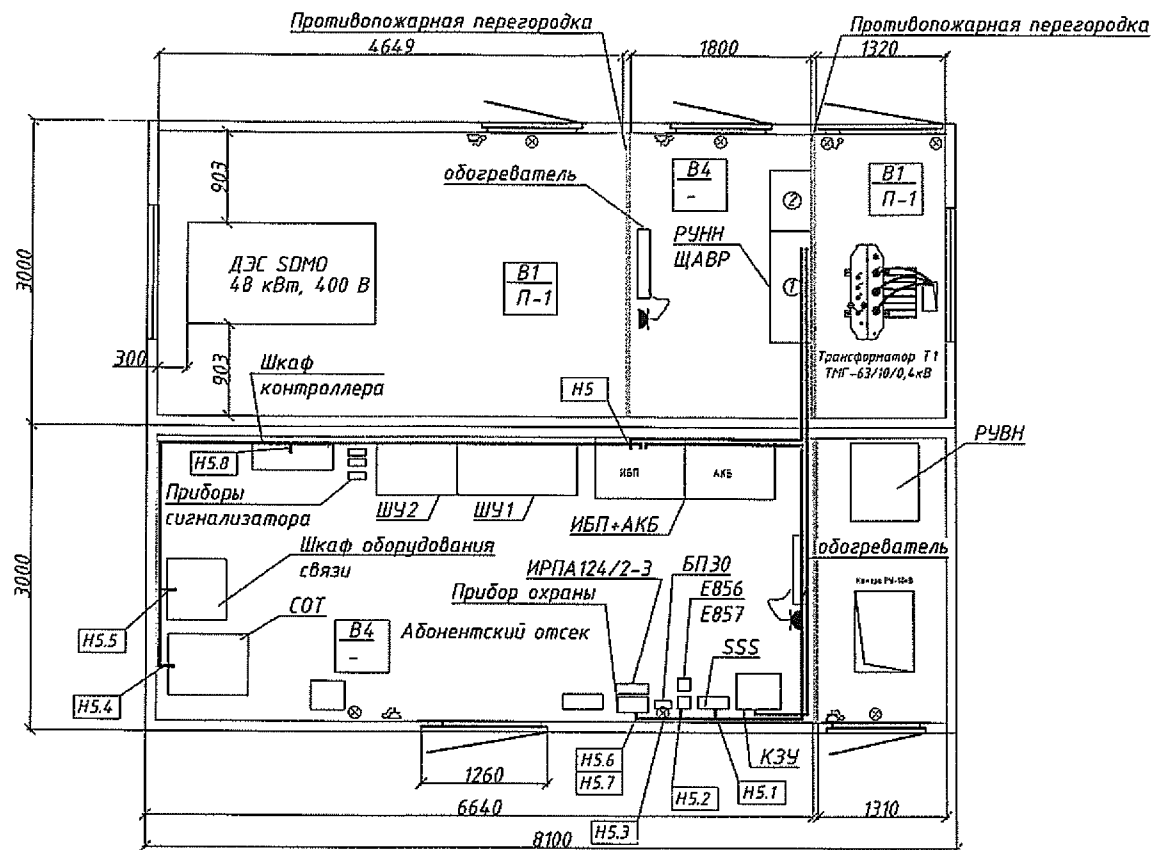 Противопожарная перегородка
Противопожарная перегородка
4649
1800
1320
903
обогреватель
В4
-
В1
П-1
2
РУНН
ЩАВР
1
ДЭС SDMO
48 кВт, 400 В
В1
П-1
3000
300
903
Трансформатор Т1
ТМГ-63/10/0,4кВ
Шкаф
контроллера
Н5
РУВН
Н5.8
ИБП
АКБ
Приборы
сигнализатора
ШУ2
ШУ1
ИБП+АКБ
Шкаф оборудования
связи
обогреватель
3000
ИРПА124/2-3
БП30
Прибор охраны
Е856
Е857
СОТ
Н5.5
В4
-
Абонентский отсек
SSS
Н5.4
Н5.6
Н5.7
КЗУ
1260
Н5.2
Н5.1
6640
1310
Н5.3
8100